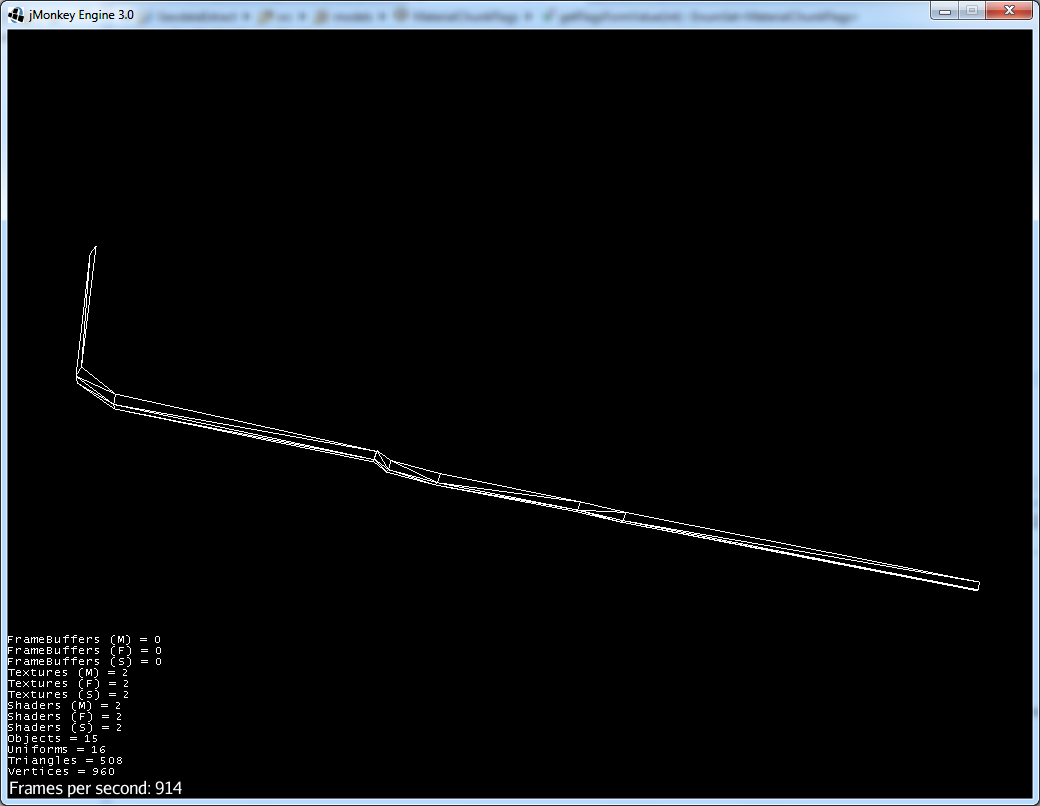 jMonkey Engine 3.0
FrameBuffers (M) = 0
FrameBuffers (F) = 0
FrameBuffers (S) = 0
Textures (M) = 2
Textures (F) = 2
Textures (S) = 2
Shaders (M) = 2
Shaders (F) = 2
Shaders (S) = 2
Objects = 15
Uniforms = 16
Triangles = 508
Vertices = 960
Frames per second: 914